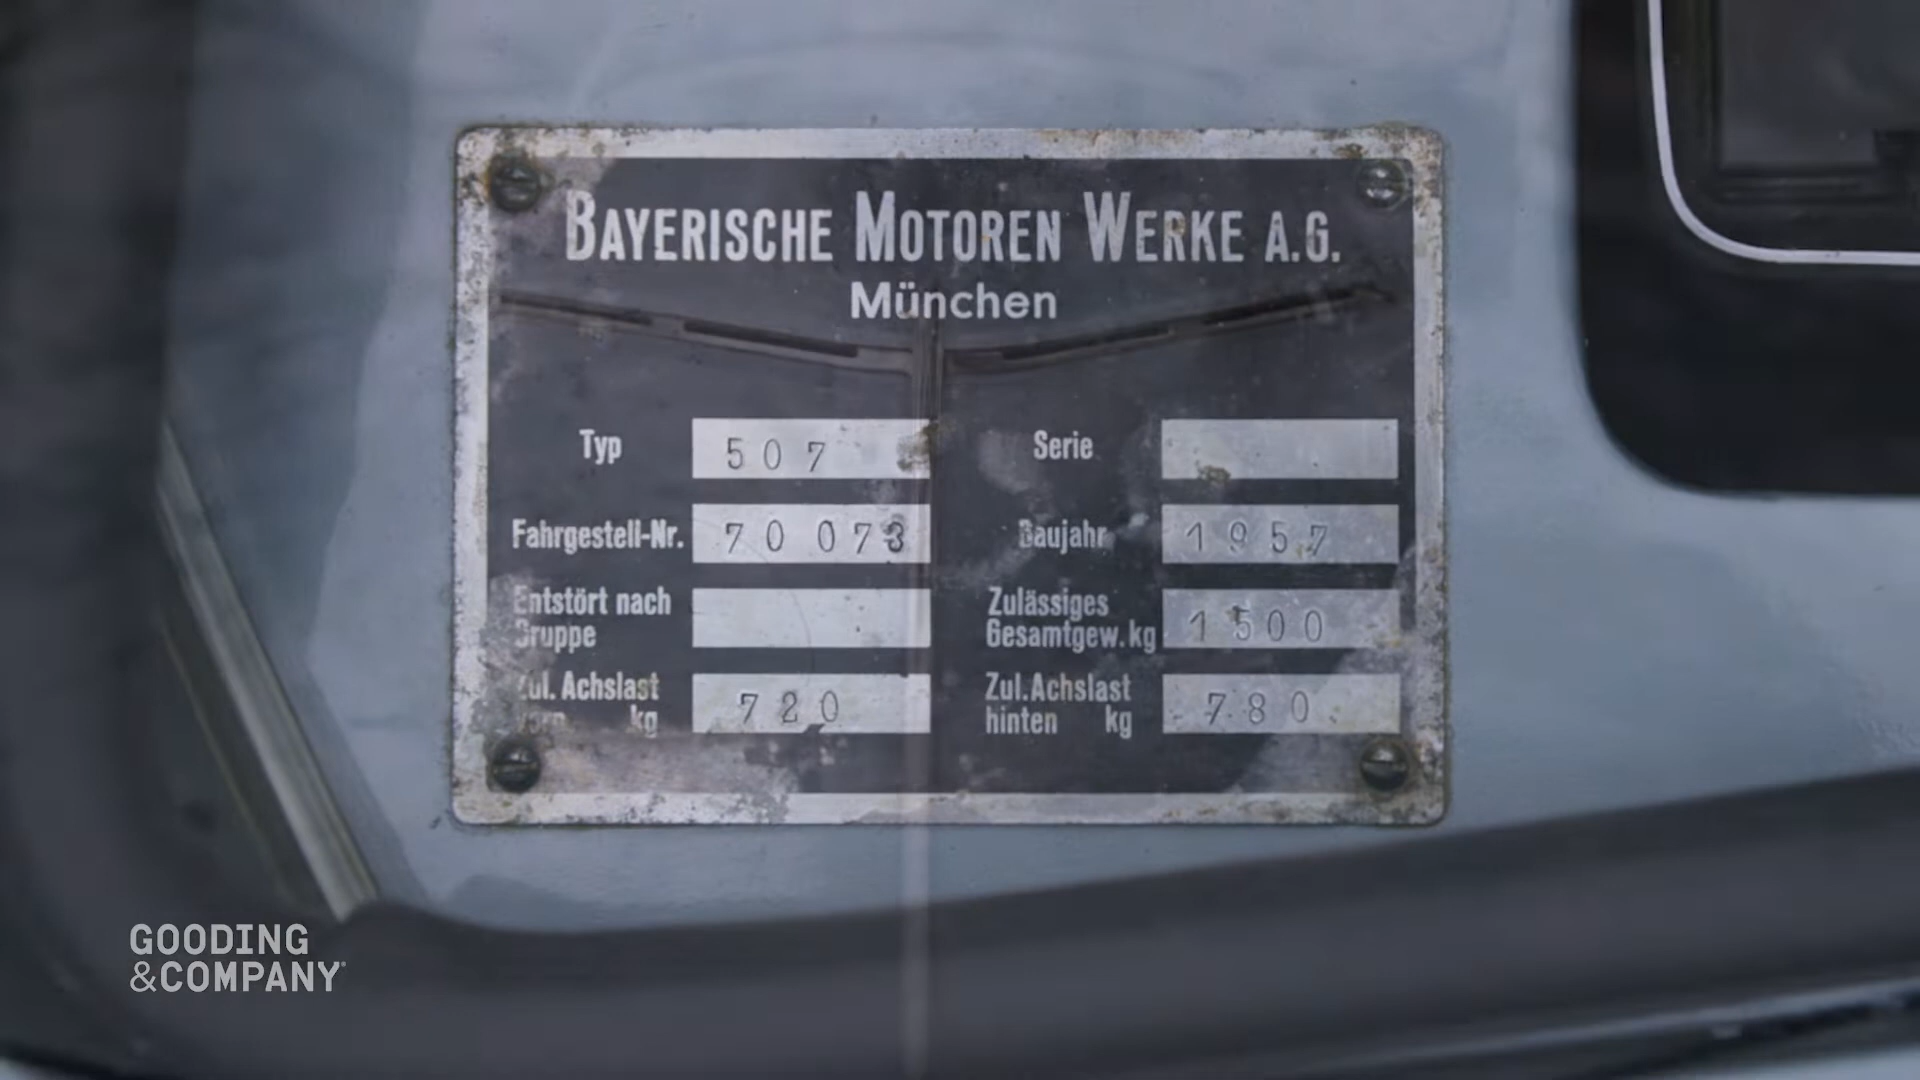 BAYERISCHE MOTOREN WERKE A.G.
München
Typ 507 Serie
Fahrgestell-Nr. 70 073 Baujahr 1957
Entstört nach Gruppe Zulässiges Gesamtgew. kg 1500
Zul. Achslast vorn kg 720 Zul. Achslast hinten kg 780
GOODING
&COMPANY